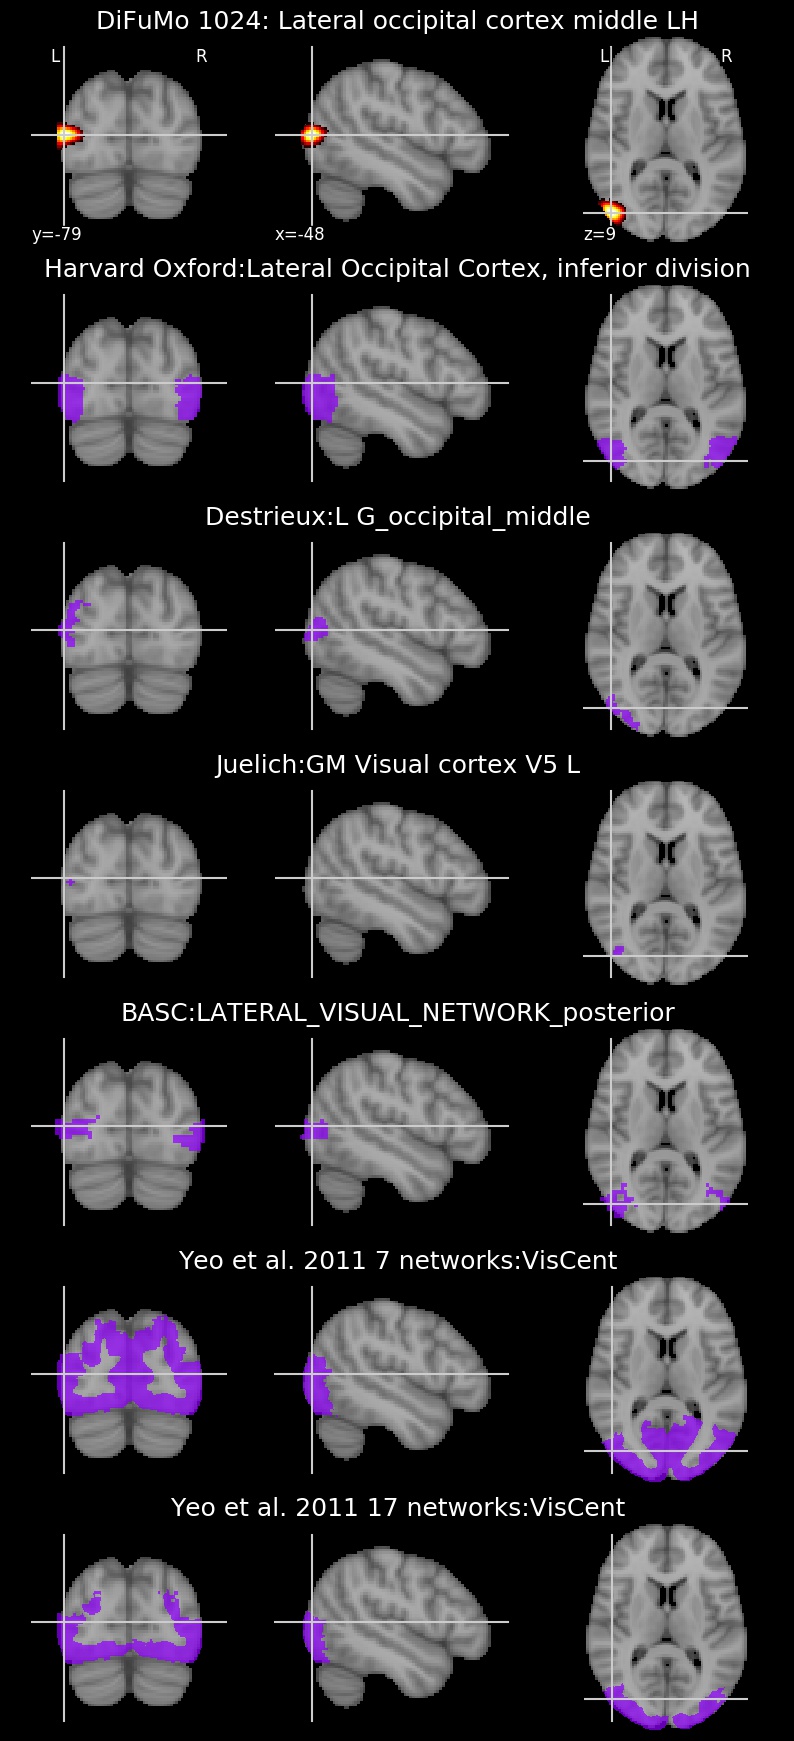 DiFuMo 1024: Lateral occipital cortex middle LH
L R L R
y=-79 x=-48 z=9
Harvard Oxford:Lateral Occipital Cortex, inferior division
Destrieux:L G_occipital_middle
Juelich:GM Visual cortex V5 L
BASC:LATERAL_VISUAL_NETWORK_posterior
Yeo et al. 2011 7 networks:VisCent
Yeo et al. 2011 17 networks:VisCent